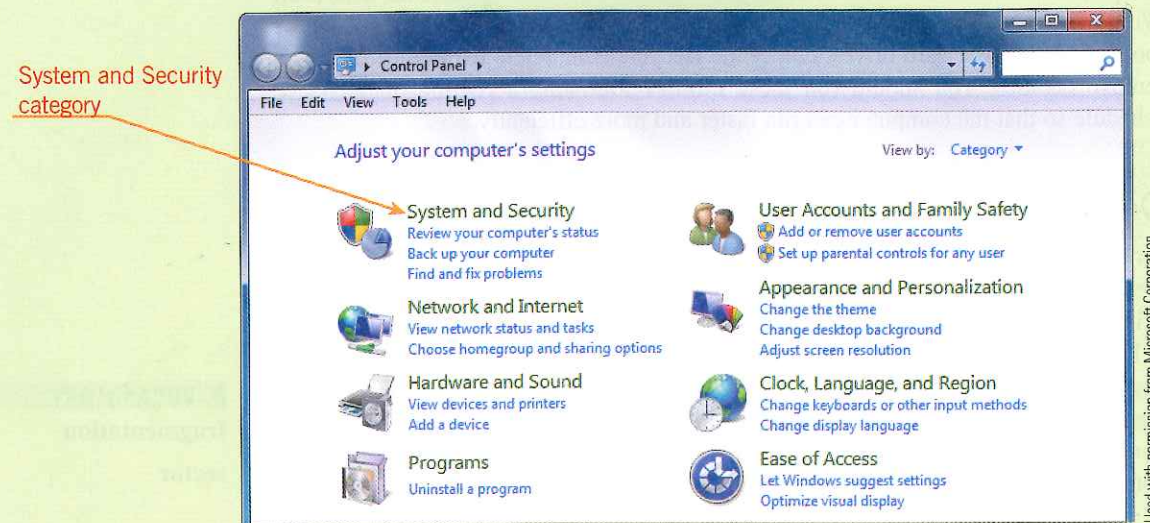 System and Security
category
Control Panel
File Edit View Tools Help
Adjust your computer's settings
View by: Category
System and Security
Review your computer's status
Back up your computer
Find and fix problems
Network and Internet
View network status and tasks
Choose homegroup and sharing options
Hardware and Sound
View devices and printers
Add a device
Programs
Uninstall a program
User Accounts and Family Safety
Add or remove user accounts
Set up parental controls for any user
Appearance and Personalization
Change the theme
Change desktop background
Adjust screen resolution
Clock, Language, and Region
Change keyboards or other input methods
Change display language
Ease of Access
Let Windows suggest settings
Optimize visual display
Used with permission from Microsoft Corporation